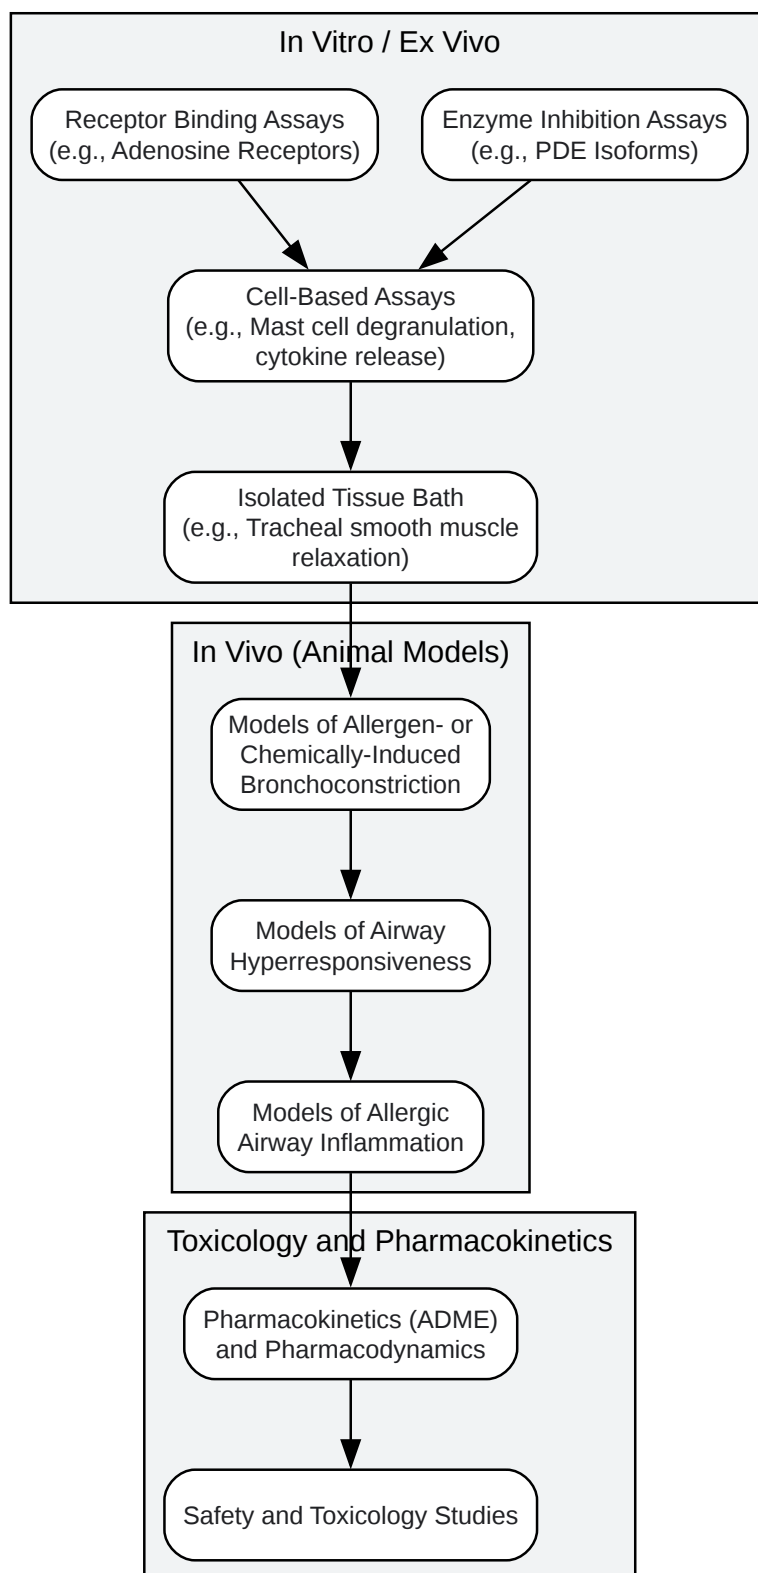 In Vitro / Ex Vivo
Receptor Binding Assays
(e.g., Adenosine Receptors)
Enzyme Inhibition Assays
(e.g., PDE Isoforms)
Cell-Based Assays
(e.g., Mast cell degranulation,
cytokine release)
Isolated Tissue Bath
(e.g., Tracheal smooth muscle
relaxation)
In Vivo (Animal Models)
Models of Allergen- or
Chemically-Induced
Bronchoconstriction
Models of Airway
Hyperresponsiveness
Models of Allergic
Airway Inflammation
Toxicology and Pharmacokinetics
Pharmacokinetics (ADME)
and Pharmacodynamics
Safety and Toxicology Studies